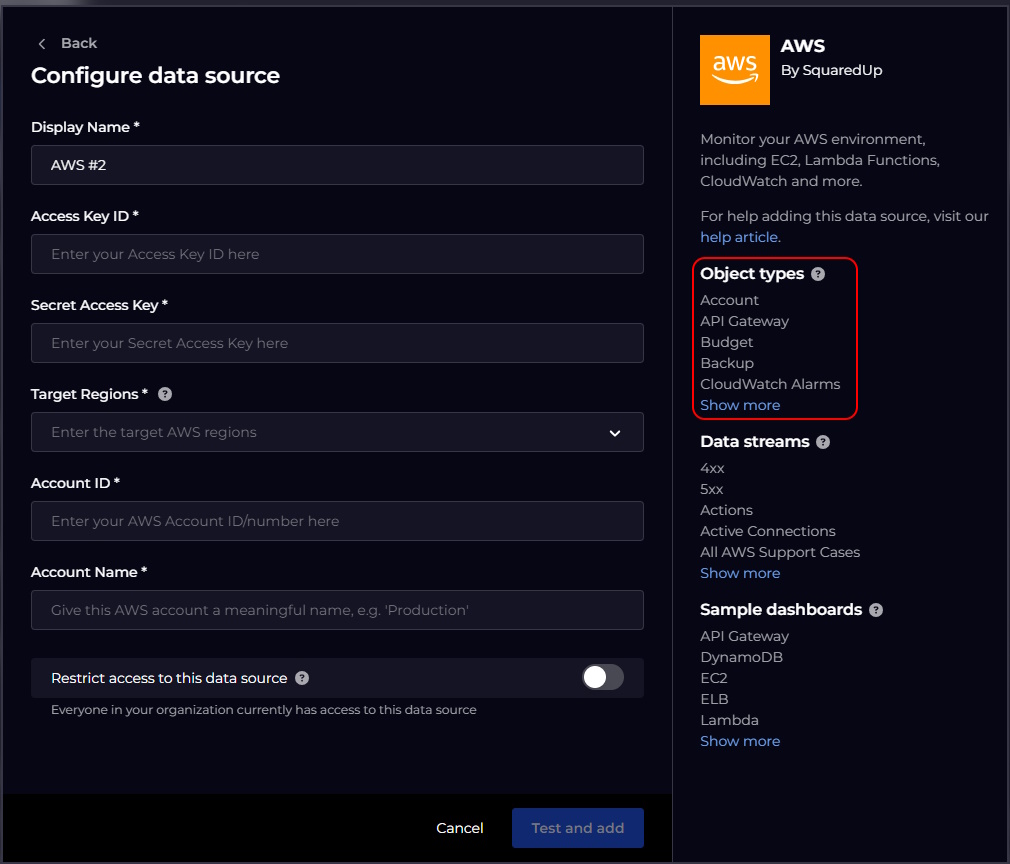 Back
Configure data source
Display Name *
AWS #2
Access Key ID *
Enter your Access Key ID here
Secret Access Key *
Enter your Secret Access Key here
Target Regions * ?
Enter the target AWS regions
Account ID *
Enter your AWS Account ID/number here
Account Name *
Give this AWS account a meaningful name, e.g. 'Production'
Restrict access to this data source ?
Everyone in your organization currently has access to this data source
Cancel
Test and add
aws
AWS
By SquaredUp
Monitor your AWS environment,
including EC2, Lambda Functions,
CloudWatch and more.
For help adding this data source, visit our
help article.
Object types ?
Account
API Gateway
Budget
Backup
CloudWatch Alarms
Show more
Data streams ?
4xx
5xx
Actions
Active Connections
All AWS Support Cases
Show more
Sample dashboards ?
API Gateway
DynamoDB
EC2
ELB
Lambda
Show more